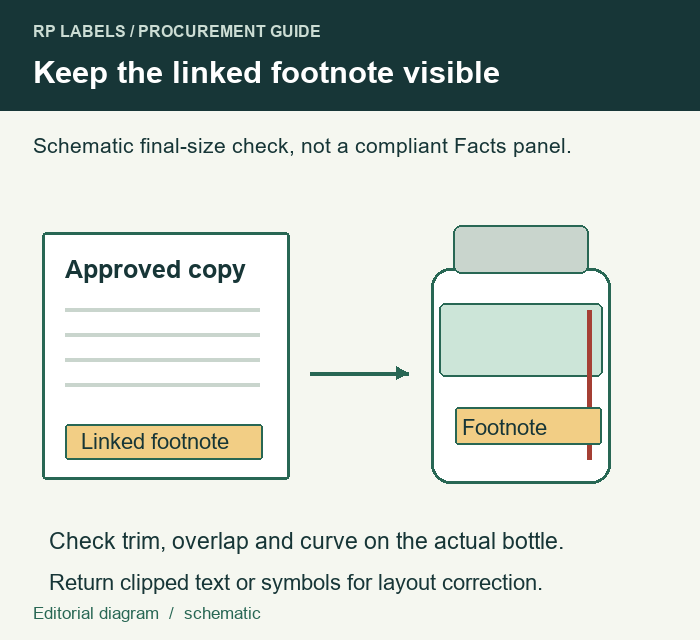 RP LABELS / PROCUREMENT GUIDE
Keep the linked footnote visible
Schematic final-size check, not a compliant Facts panel.
Approved copy
Linked footnote
Footnote
Check trim, overlap and curve on the actual bottle.
Return clipped text or symbols for layout correction.
Editorial diagram / schematic